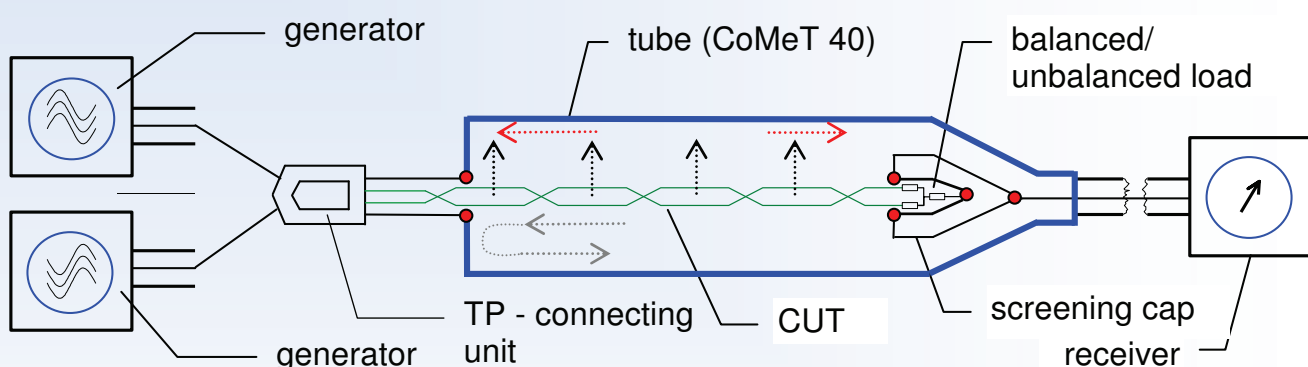 generator
tube (CoMeT 40)
balanced/
unbalanced load
TP - connecting
unit
CUT
screening cap
receiver
generator